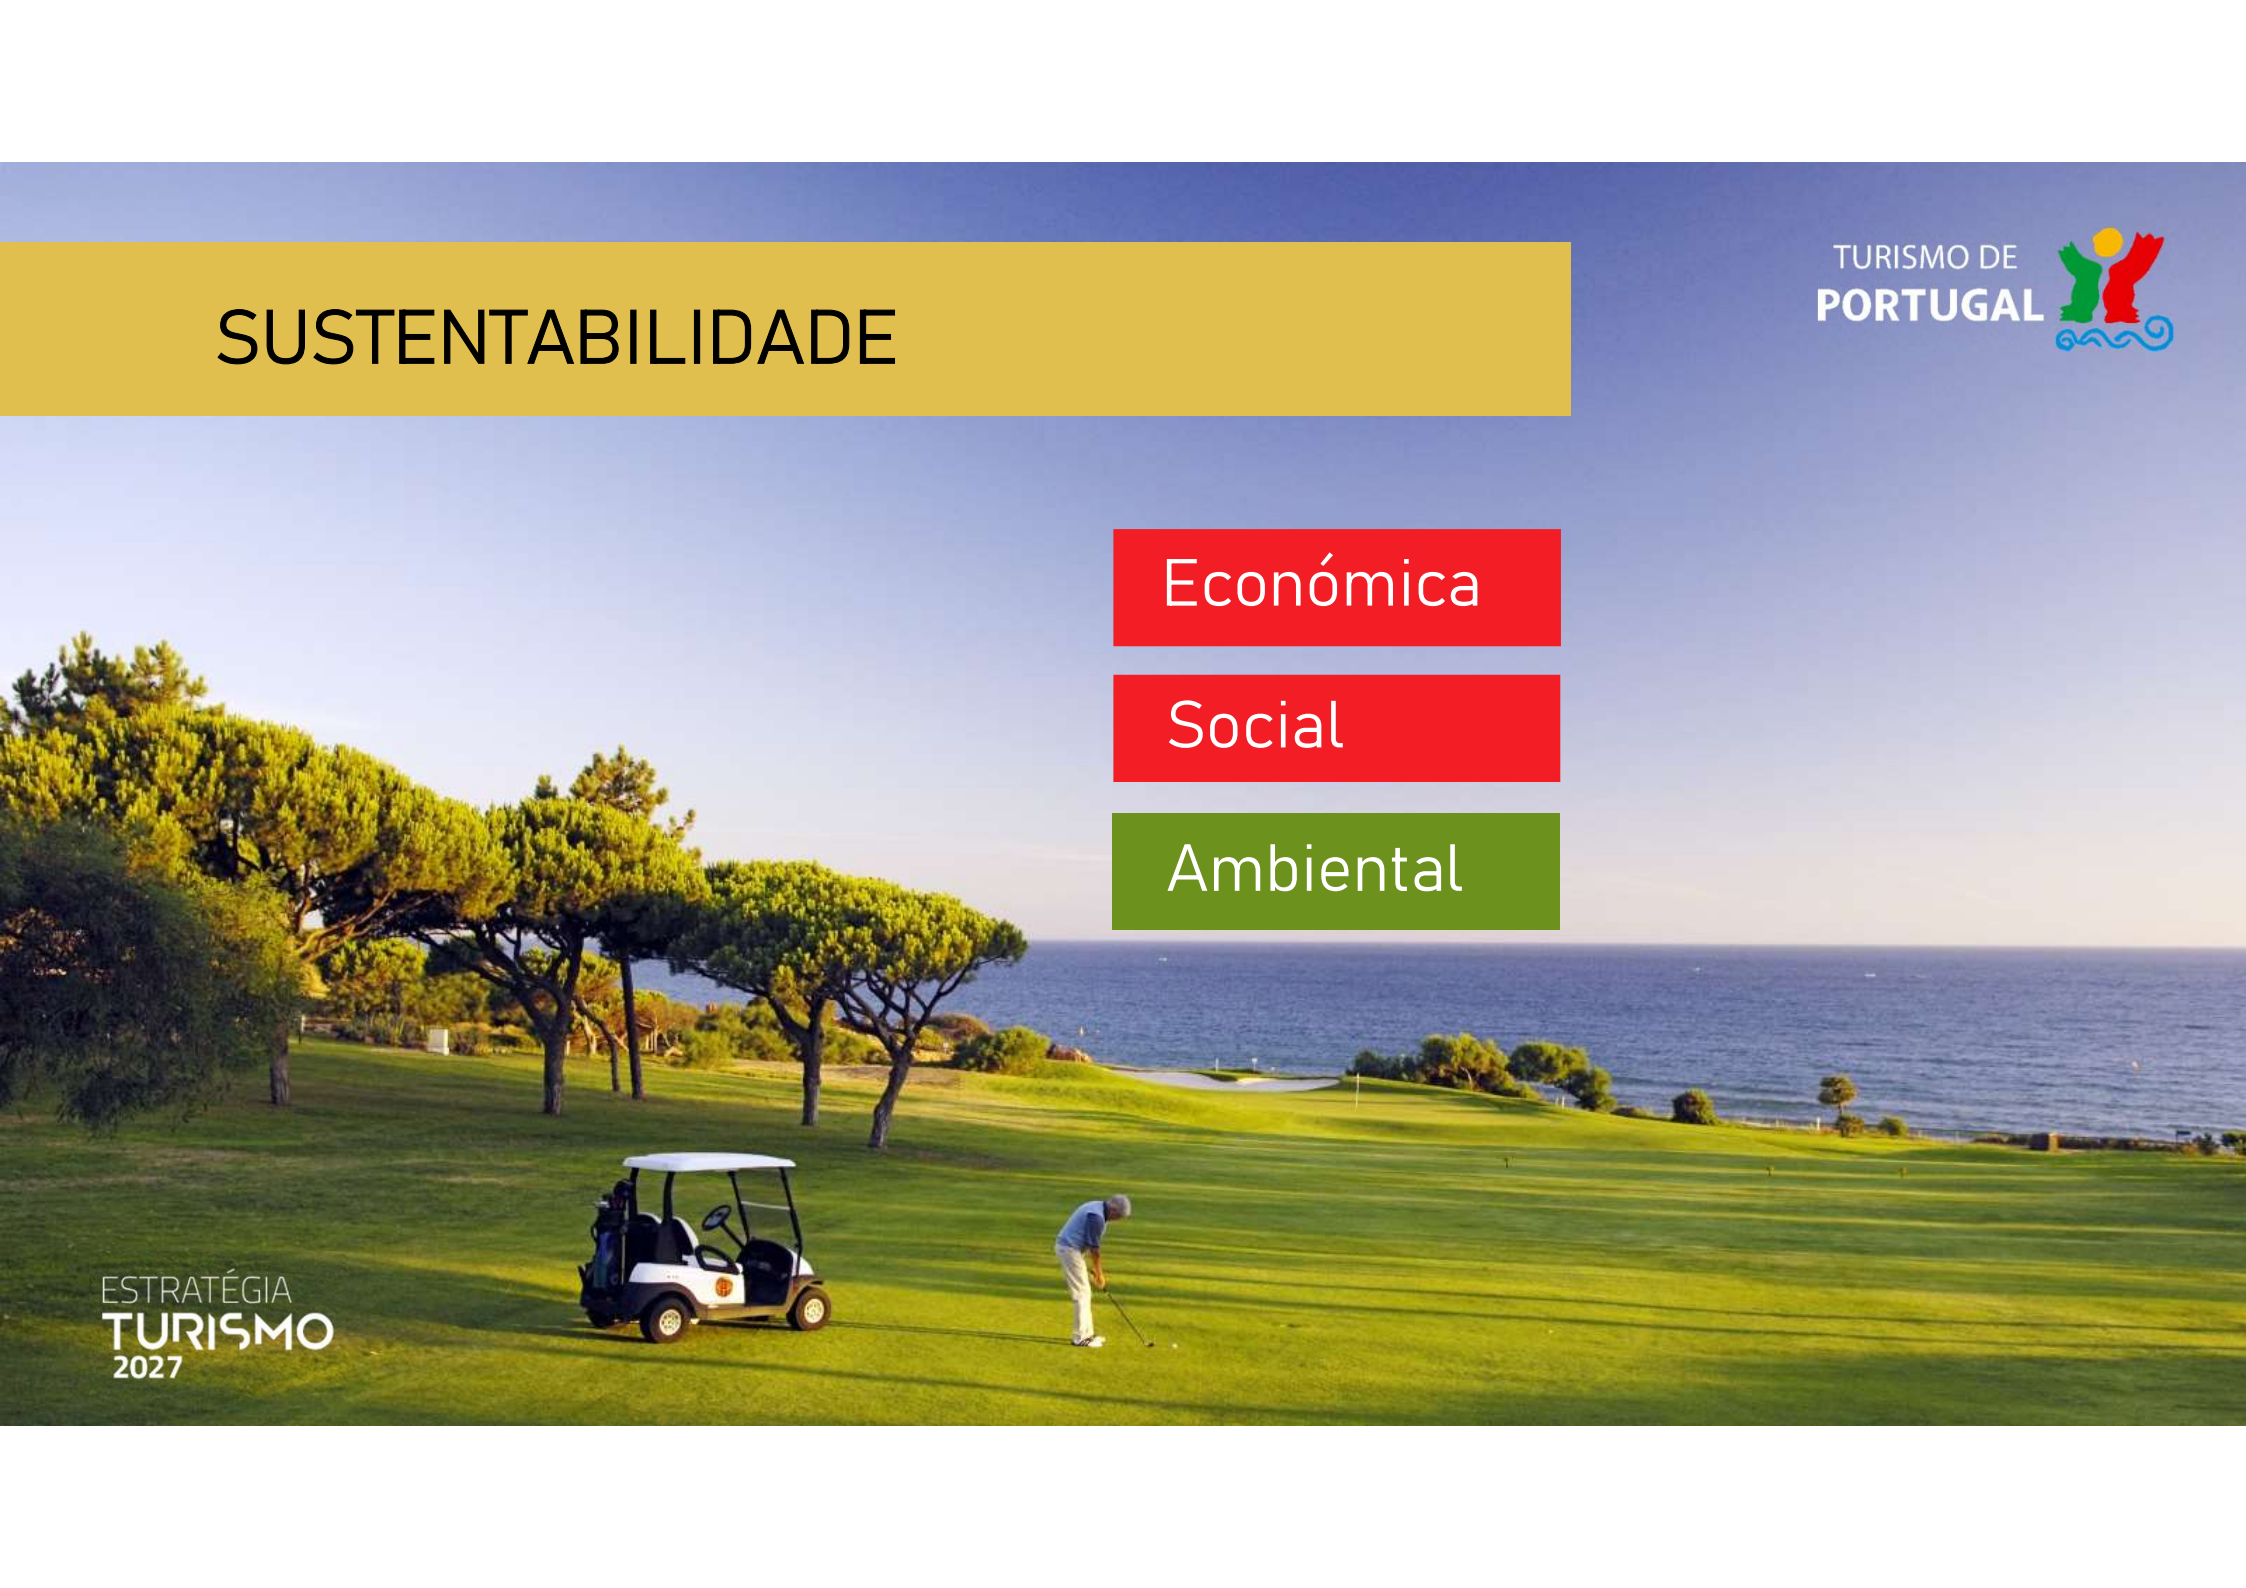 SUSTENTABILIDADE
TURISMO DE
PORTUGAL
Económica
Social
Ambiental
ESTRATÉGIA
TURISMO
2027